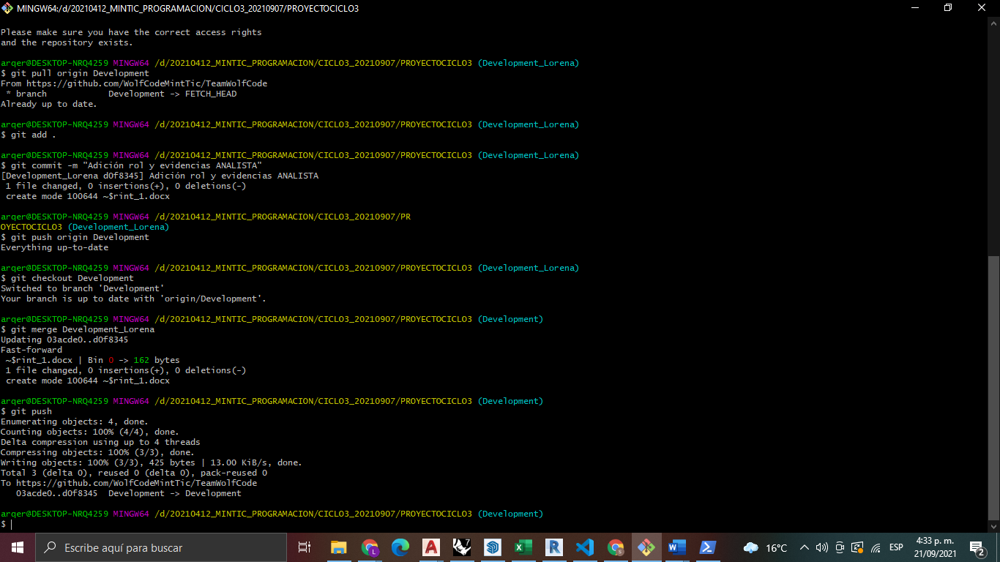 MINGW64:/d/20210412_MINTIC_PROGRAMACION/CICLO3_20210907/PROYECTOCICLO3
Please make sure you have the correct access rights
and the repository exists.
arqer@DESKTOP-NRQ4259 MINGW64 /d/20210412_MINTIC_PROGRAMACION/CICLO3_20210907/PROYECTOCICLO3 (Development_Lorena)
$ git pull origin Development
From https://github.com/WolfCodeMintTic/TeamWolfCode
 * branch            Development -> FETCH_HEAD
Already up to date.
arqer@DESKTOP-NRQ4259 MINGW64 /d/20210412_MINTIC_PROGRAMACION/CICLO3_20210907/PROYECTOCICLO3 (Development_Lorena)
$ git add .
arqer@DESKTOP-NRQ4259 MINGW64 /d/20210412_MINTIC_PROGRAMACION/CICLO3_20210907/PROYECTOCICLO3 (Development_Lorena)
$ git commit -m "Adición rol y evidencias ANALISTA"
[Development_Lorena d0f8345] Adición rol y evidencias ANALISTA
 1 file changed, 0 insertions(+), 0 deletions(-)
 create mode 100644 ~$rint_1.docx
arqer@DESKTOP-NRQ4259 MINGW64 /d/20210412_MINTIC_PROGRAMACION/CICLO3_20210907/PR
OYECTOCICLO3 (Development_Lorena)
$ git push origin Development
Everything up-to-date
arqer@DESKTOP-NRQ4259 MINGW64 /d/20210412_MINTIC_PROGRAMACION/CICLO3_20210907/PROYECTOCICLO3 (Development_Lorena)
$ git checkout Development
Switched to branch 'Development'
Your branch is up to date with 'origin/Development'.
arqer@DESKTOP-NRQ4259 MINGW64 /d/20210412_MINTIC_PROGRAMACION/CICLO3_20210907/PROYECTOCICLO3 (Development)
$ git merge Development_Lorena
Updating 03acde0..d0f8345
Fast-forward
 ~$rint_1.docx | Bin 0 -> 162 bytes
 1 file changed, 0 insertions(+), 0 deletions(-)
 create mode 100644 ~$rint_1.docx
arqer@DESKTOP-NRQ4259 MINGW64 /d/20210412_MINTIC_PROGRAMACION/CICLO3_20210907/PROYECTOCICLO3 (Development)
$ git push
Enumerating objects: 4, done.
Counting objects: 100% (4/4), done.
Delta compression using up to 4 threads
Compressing objects: 100% (3/3), done.
Writing objects: 100% (3/3), 425 bytes | 13.00 KiB/s, done.
Total 3 (delta 0), reused 0 (delta 0), pack-reused 0
To https://github.com/WolfCodeMintTic/TeamWolfCode
   03acde0..d0f8345  Development -> Development
arqer@DESKTOP-NRQ4259 MINGW64 /d/20210412_MINTIC_PROGRAMACION/CICLO3_20210907/PROYECTOCICLO3 (Development)
$
Escribe aquí para buscar
16°C
ESP
4:33 p. m.
21/09/2021
2